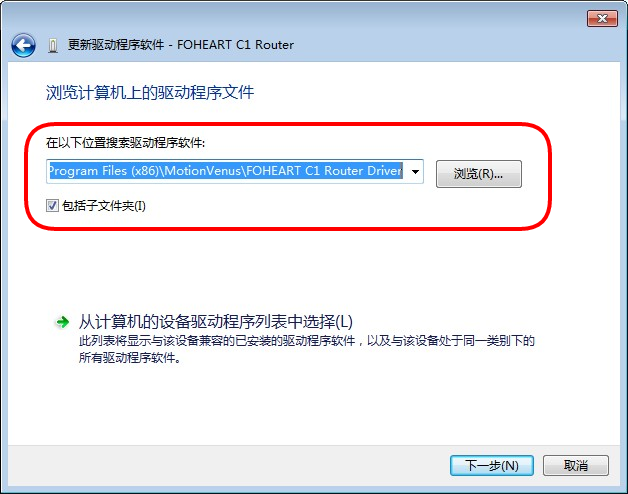 更新驱动程序软件 - FOHEART C1 Router
浏览计算机上的驱动程序文件
在以下位置搜索驱动程序软件:
Program Files (x86)\MotionVenus\FOHEART C1 Router Driver
浏览(R)...
包括子文件夹(I)
从计算机的设备驱动程序列表中选择(L)
此列表将显示与该设备兼容的已安装的驱动程序软件，以及与该设备处于同一类别下的
所有驱动程序软件。
下一步(N)
取消